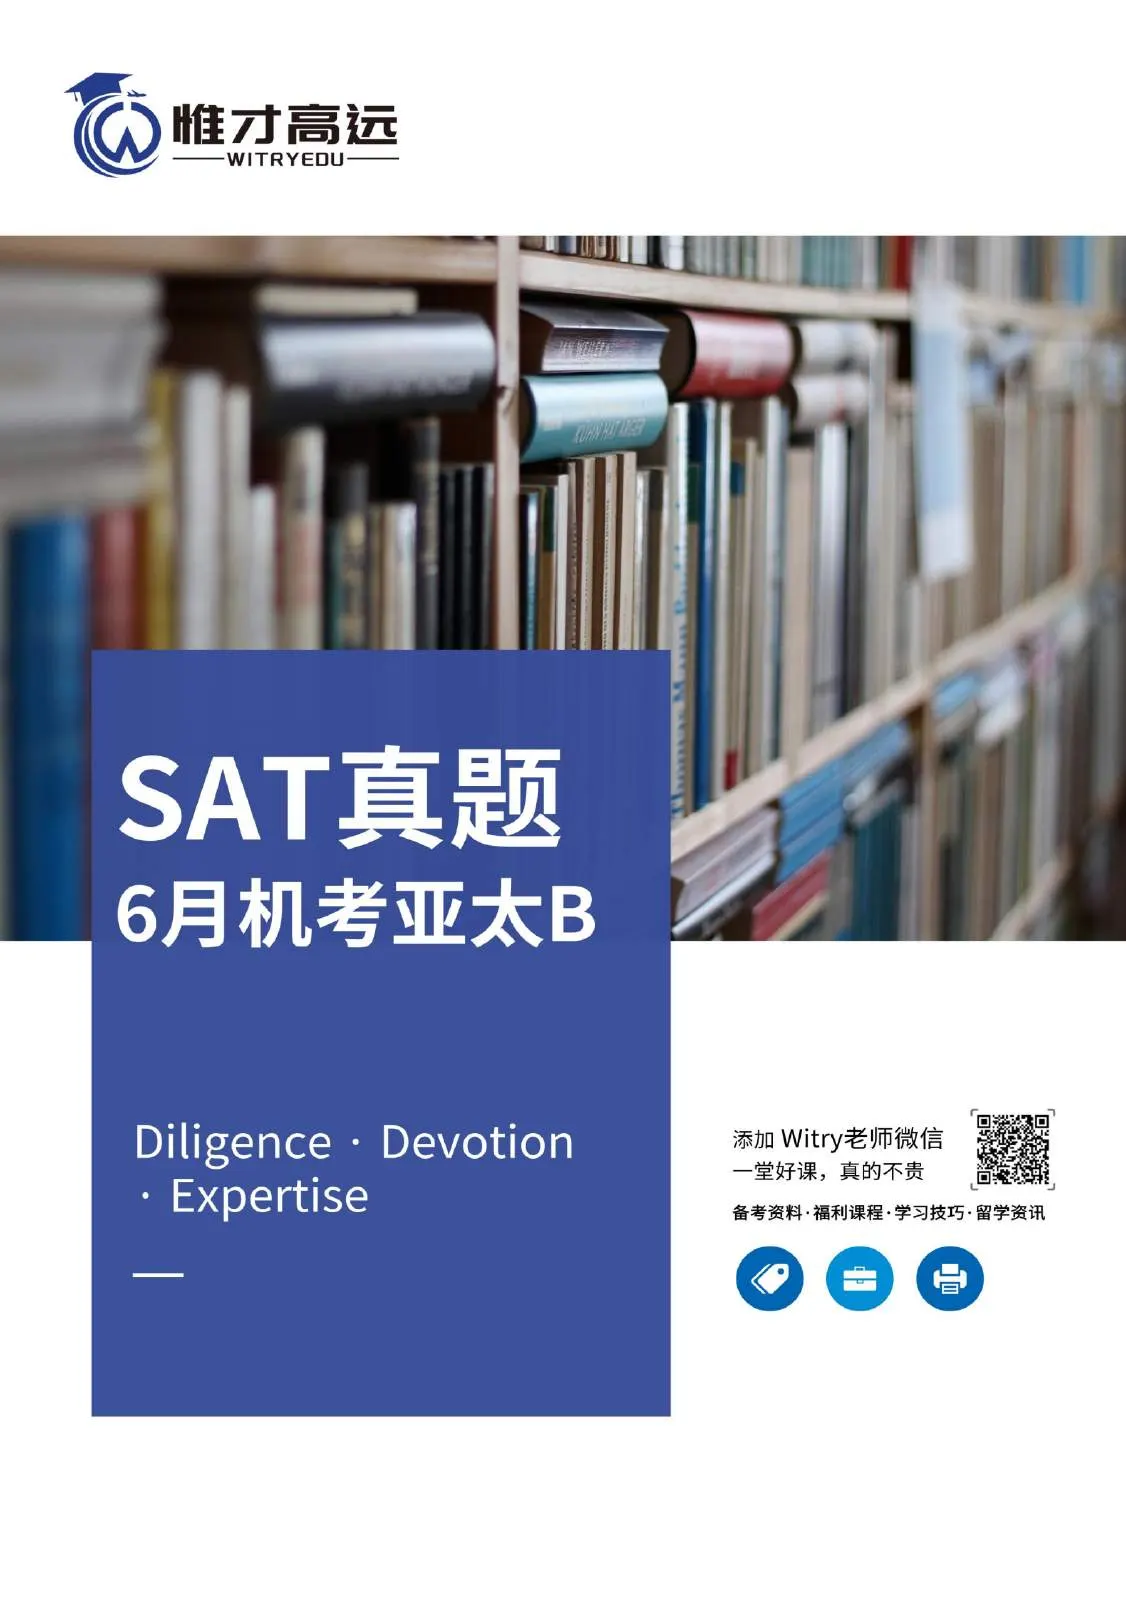 惟才高远
WITRYEDU
SAT真题
6月机考亚太B
Diligence · Devotion
· Expertise
添加 Witry老师微信
一堂好课，真的不贵
备考资料·福利课程·学习技巧·留学资讯